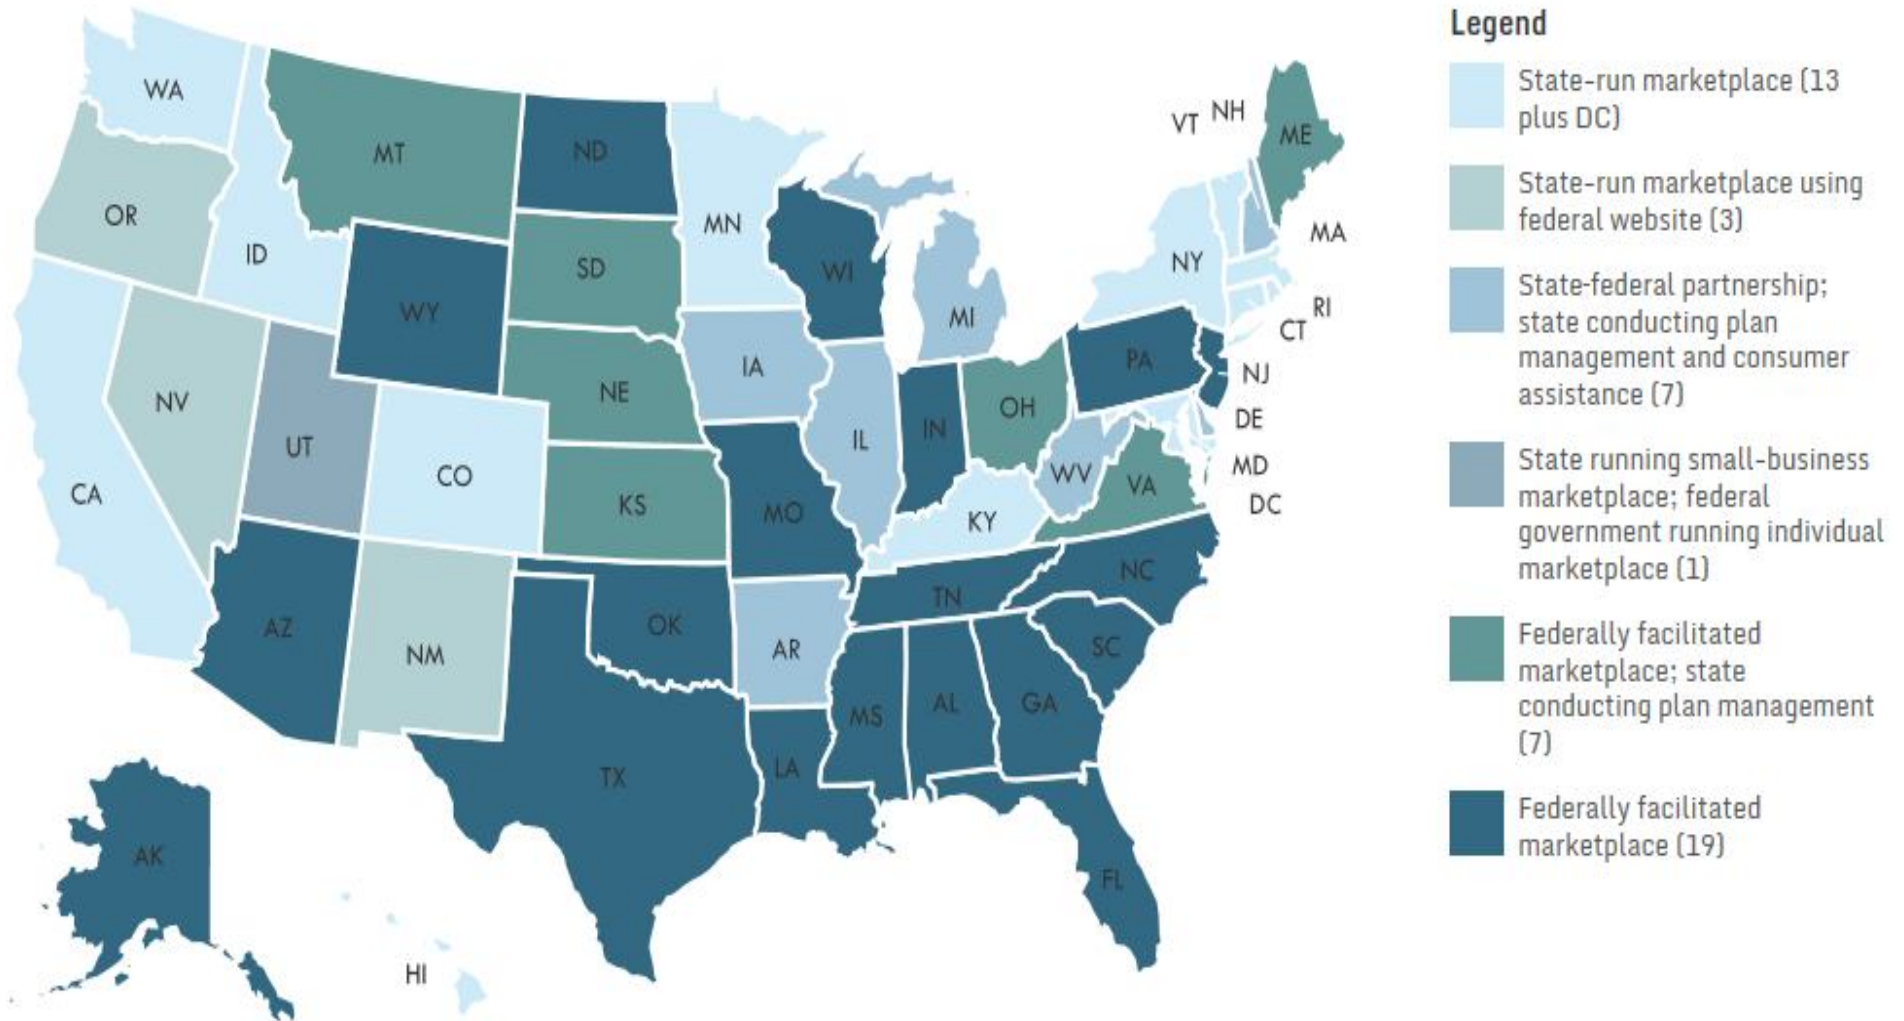 Legend
State-run marketplace (13
plus DC)
State-run marketplace using
federal website (3)
State-federal partnership;
state conducting plan
management and consumer
assistance (7)
State running small-business
marketplace; federal
government running individual
marketplace (1)
Federally facilitated
marketplace; state
conducting plan management
(7)
Federally facilitated
marketplace (19)
WA
MT
ND
VT
NH
ME
OR
ID
SD
MN
WI
NY
MA
WY
MI
RI
CT
NV
NE
IA
PA
NJ
UT
CO
IL
IN
OH
DE
CA
KS
MO
KY
WV
VA
MD
DC
AZ
NM
OK
AR
TN
NC
SC
TX
LA
MS
AL
GA
AK
FL
HI